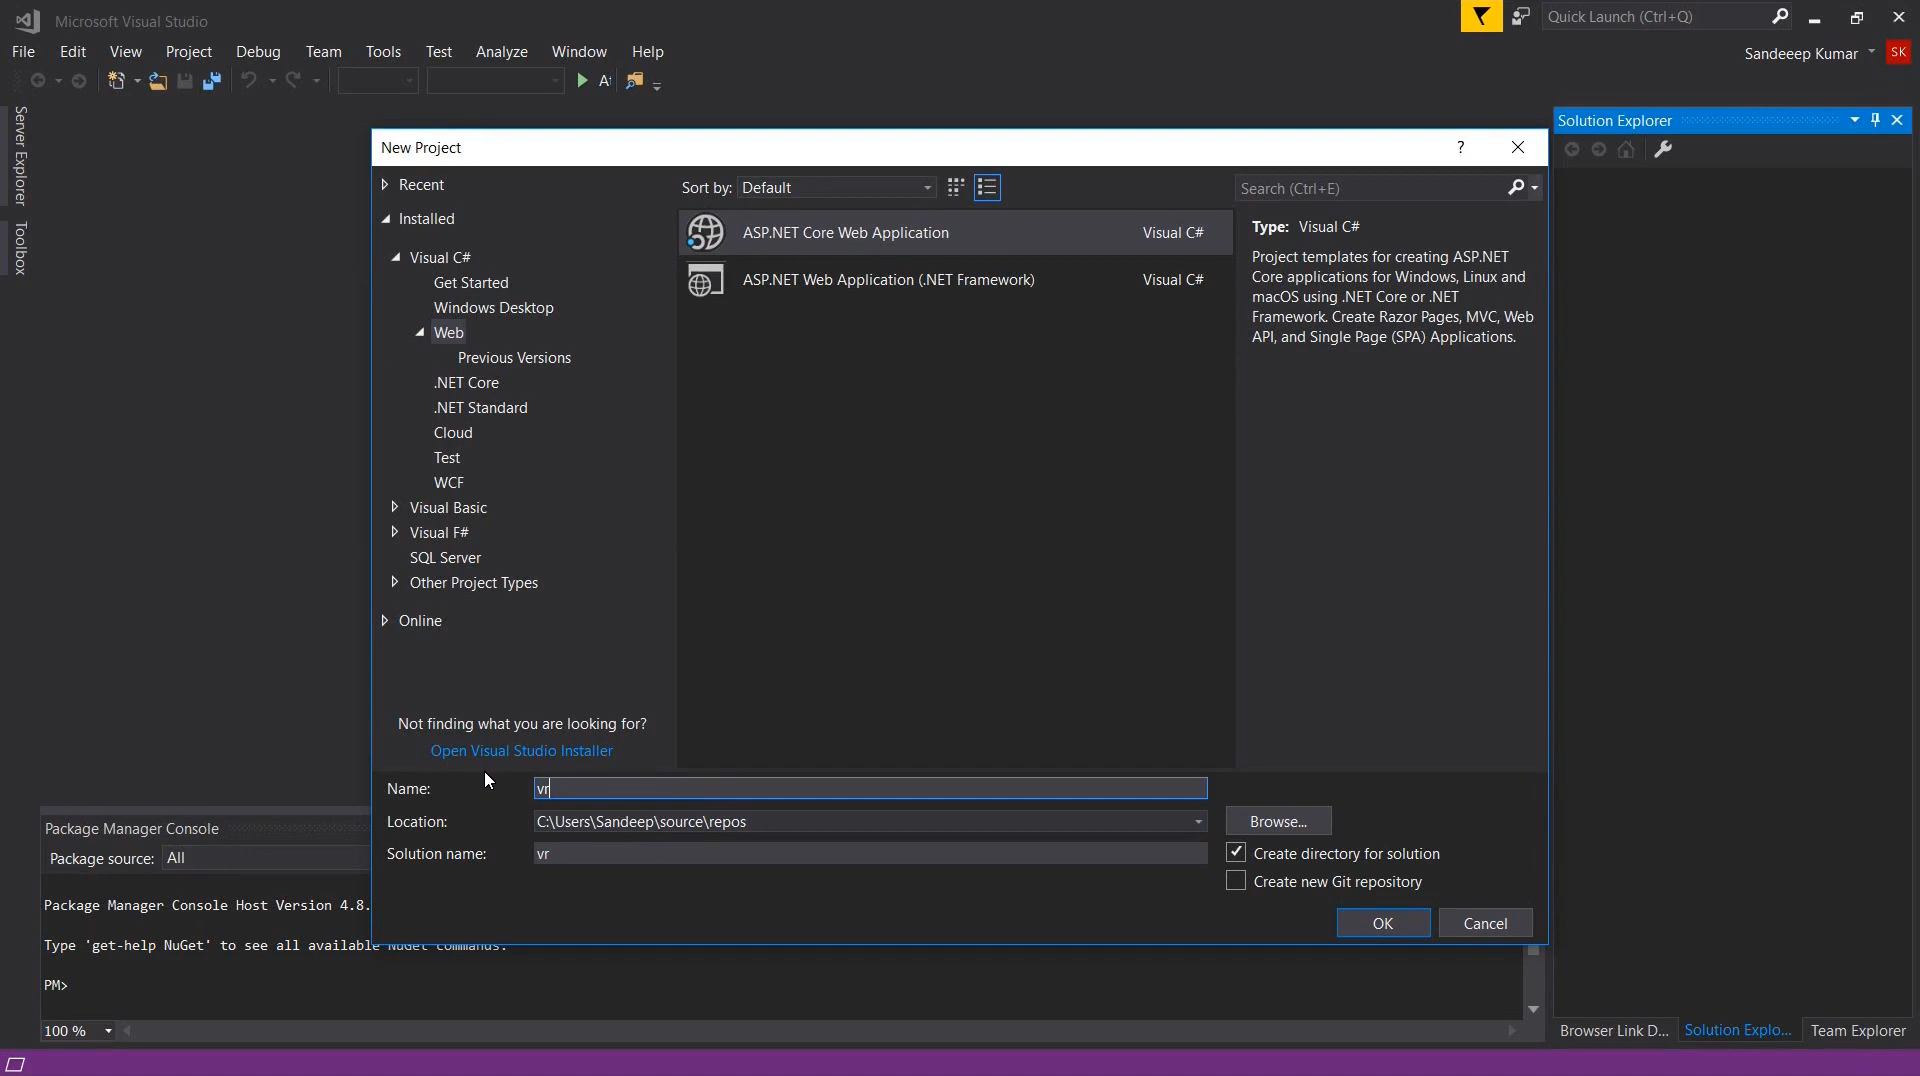 Microsoft Visual Studio
Quick Launch (Ctrl+Q)
File Edit View Project Debug Team Tools Test Analyze Window Help
Sandeeep Kumar SK
Server Explorer
Toolbox
Solution Explorer
New Project
?
Recent
Installed
Visual C#
Get Started
Windows Desktop
Web
Previous Versions
.NET Core
.NET Standard
Cloud
Test
WCF
Visual Basic
Visual F#
SQL Server
Other Project Types
Online
Not finding what you are looking for?
Open Visual Studio Installer
Sort by: Default
ASP.NET Core Web Application Visual C#
ASP.NET Web Application (.NET Framework) Visual C#
Search (Ctrl+E)
Type: Visual C#
Project templates for creating ASP.NET
Core applications for Windows, Linux and
macOS using .NET Core or .NET
Framework. Create Razor Pages, MVC, Web
API, and Single Page (SPA) Applications.
Name: vr
Location: C:\Users\Sandeep\source\repos
Browse...
Solution name: vr
Create directory for solution
Create new Git repository
OK Cancel
Package Manager Console
Package source: All
Package Manager Console Host Version 4.8.
Type 'get-help NuGet' to see all available NuGet commands.
PM>
100 %
Browser Link D... Solution Explo... Team Explorer